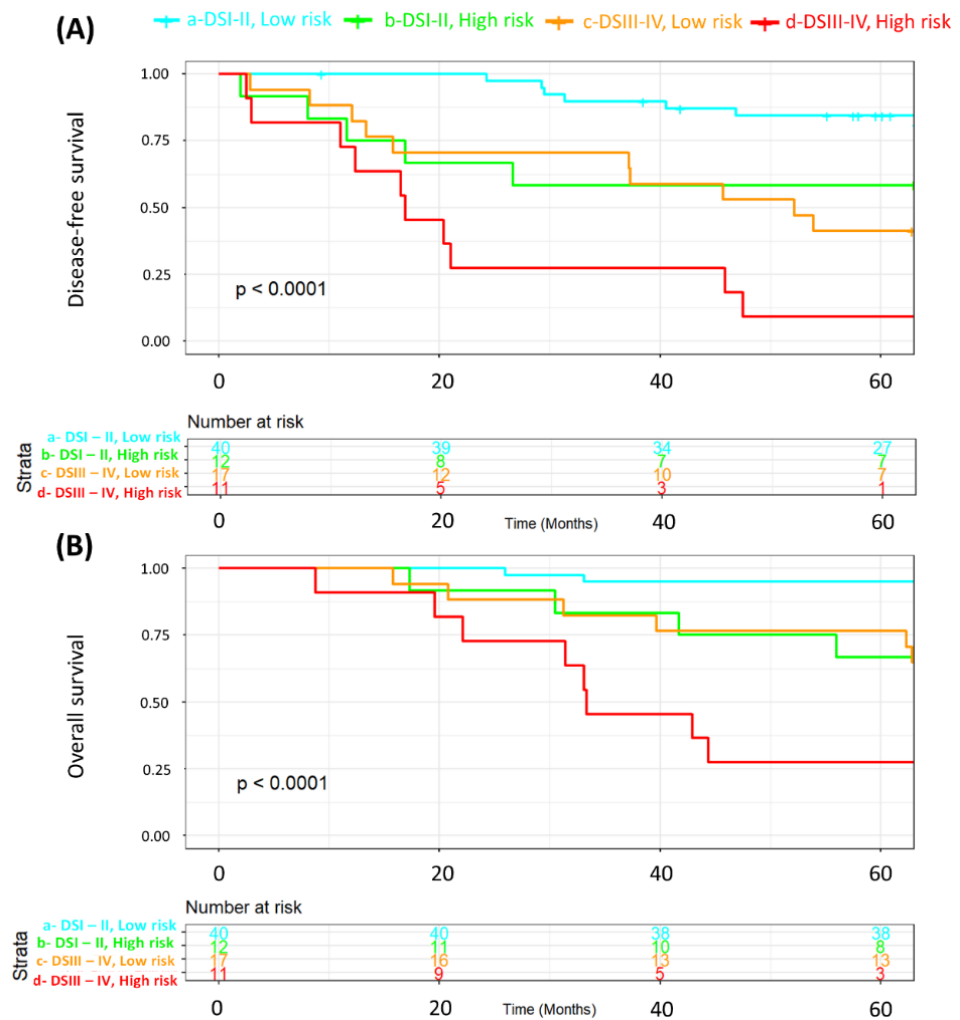 (A)
a-DSI-II, Low risk b-DSI-II, High risk c-DSIII-IV, Low risk d-DSIII-IV, High risk
Disease-free survival
1.00
0.75
0.50
0.25
0.00
p < 0.0001
0 20 40 60
Number at risk
Strata
a- DSI – II, Low risk 40 39 34 27
b- DSI – II, High risk 12 8 7 7
c- DSIII – IV, Low risk 17 12 10 7
d- DSIII – IV, High risk 11 5 3 1
0 20 40 60
Time (Months)
(B)
Overall survival
1.00
0.75
0.50
0.25
0.00
p < 0.0001
0 20 40 60
Number at risk
Strata
a- DSI – II, Low risk 40 40 38 38
b- DSI – II, High risk 12 11 10 8
c- DSIII – IV, Low risk 17 16 13 13
d- DSIII – IV, High risk 11 9 5 3
0 20 40 60
Time (Months)